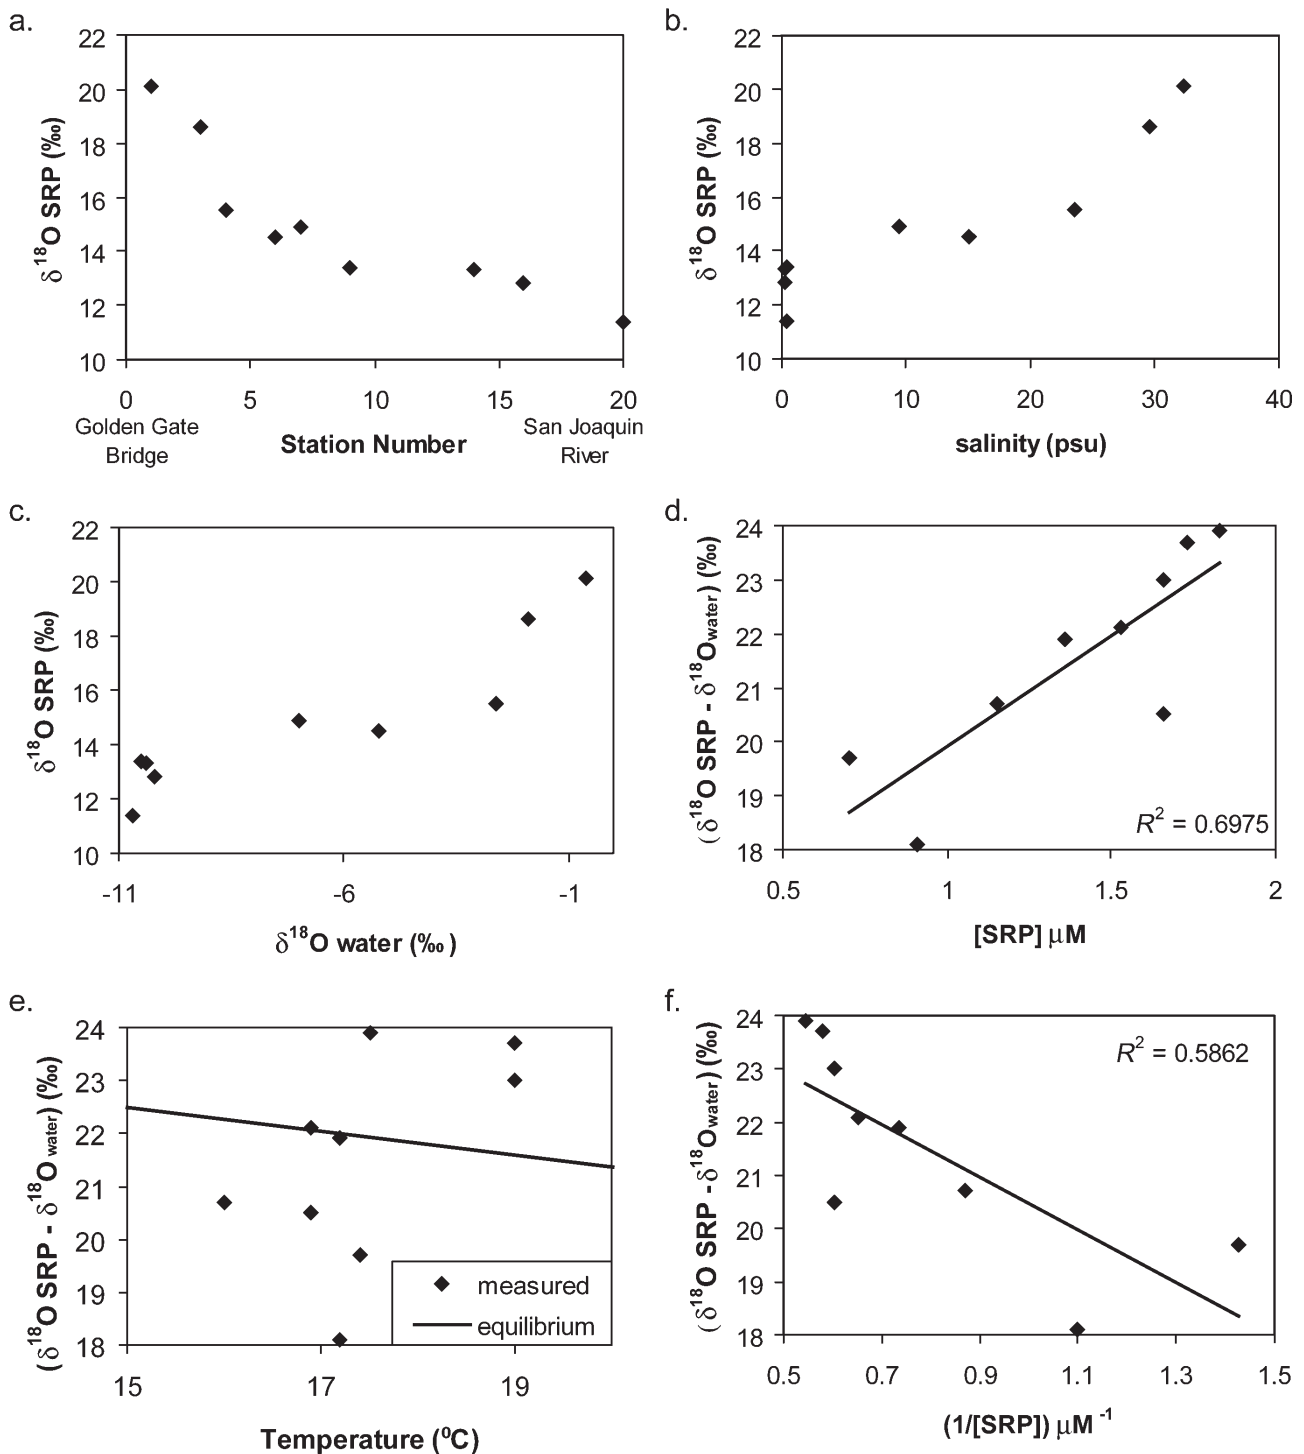 a.
22
20
18
16
14
12
10
δ18O SRP (‰)
0 5 10 15 20
Golden Gate Bridge
Station Number
San Joaquin River
b.
22
20
18
16
14
12
10
δ18O SRP (‰)
0 10 20 30 40
salinity (psu)
c.
22
20
18
16
14
12
10
δ18O SRP (‰)
-11 -6 -1
δ18O water (‰)
d.
24
23
22
21
20
19
18
(δ18O SRP - δ18Owater) (‰)
R2 = 0.6975
0.5 1 1.5 2
[SRP] μM
e.
24
23
22
21
20
19
18
(δ18O SRP - δ18Owater) (‰)
measured
equilibrium
15 17 19
Temperature (0C)
f.
24
23
22
21
20
19
18
(δ18O SRP -δ18Owater) (‰)
R2 = 0.5862
0.5 0.7 0.9 1.1 1.3 1.5
(1/[SRP]) μM -1